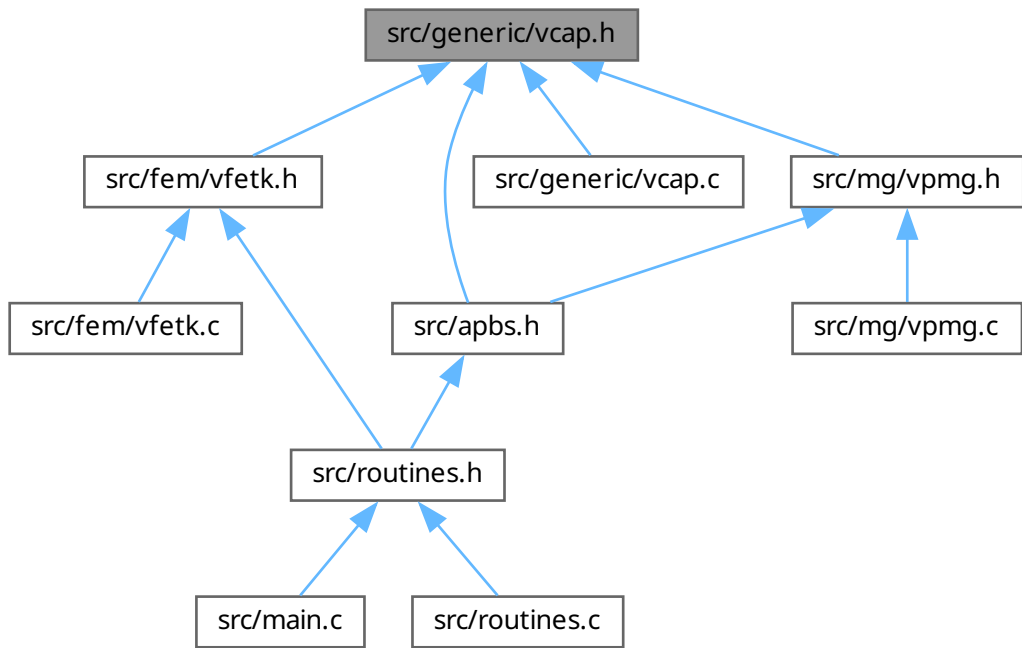 src/generic/vcap.h
src/fem/vfetk.h
src/generic/vcap.c
src/mg/vpmg.h
src/fem/vfetk.c
src/apbs.h
src/mg/vpmg.c
src/routines.h
src/main.c
src/routines.c